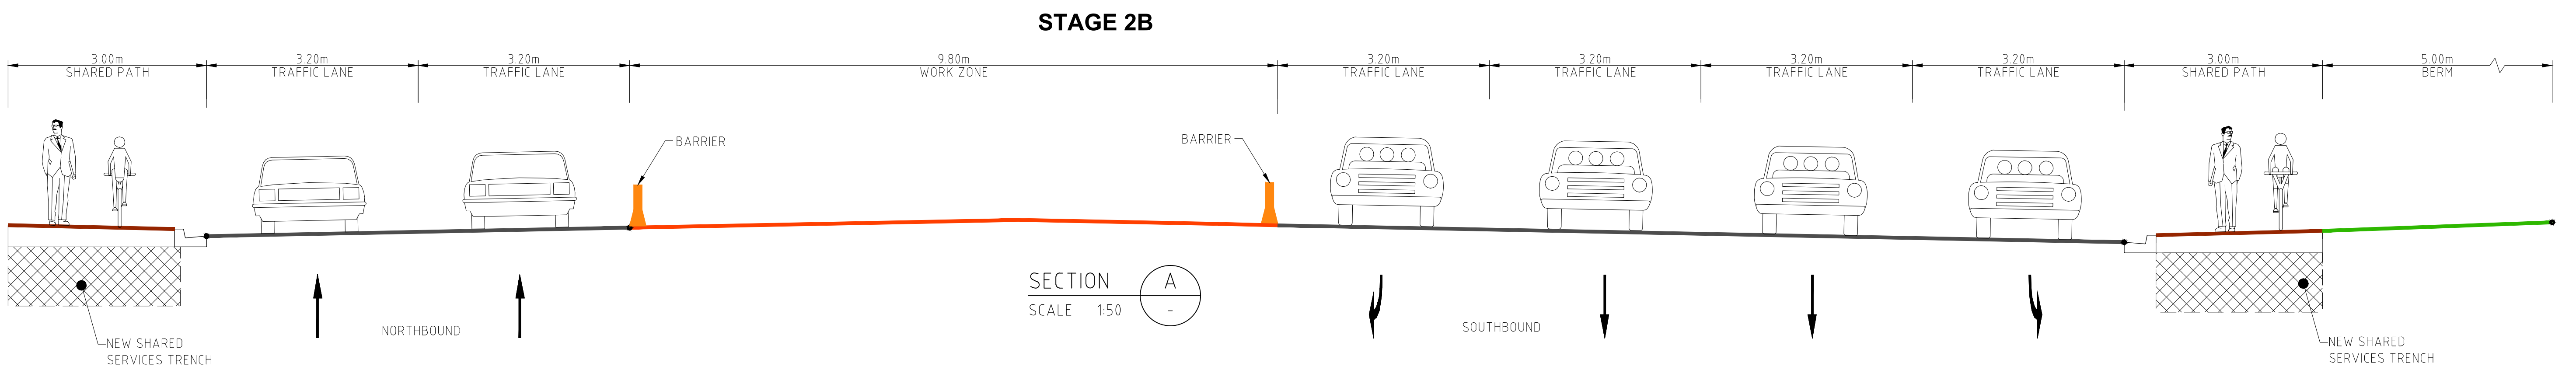 STAGE 2B
3.00m
SHARED PATH
3.20m
TRAFFIC LANE
3.20m
TRAFFIC LANE
9.80m
WORK ZONE
3.20m
TRAFFIC LANE
3.20m
TRAFFIC LANE
3.20m
TRAFFIC LANE
3.20m
TRAFFIC LANE
3.00m
SHARED PATH
5.00m
BERM
BARRIER
BARRIER
SECTION A
SCALE 1:50 -
NORTHBOUND
SOUTHBOUND
NEW SHARED
SERVICES TRENCH
NEW SHARED
SERVICES TRENCH